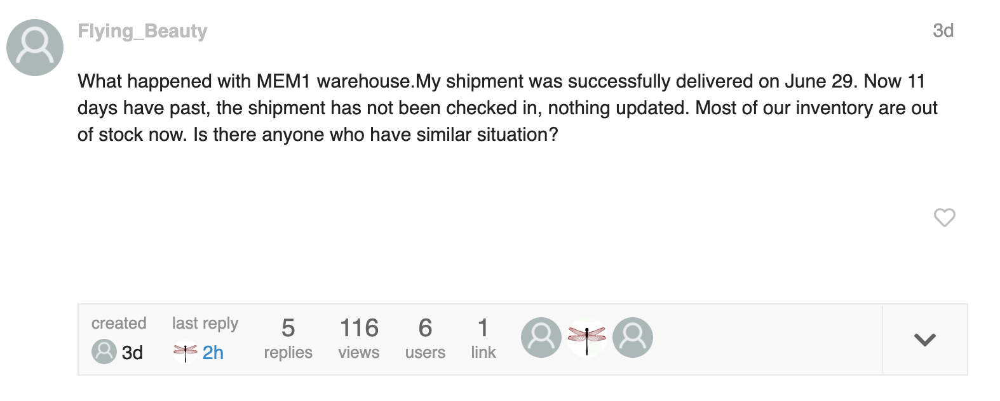 Flying_Beauty 3d
What happened with MEM1 warehouse.My shipment was successfully delivered on June 29. Now 11
days have past, the shipment has not been checked in, nothing updated. Most of our inventory are out
of stock now. Is there anyone who have similar situation?
created last reply 5 116 6 1
3d 2h replies views users link